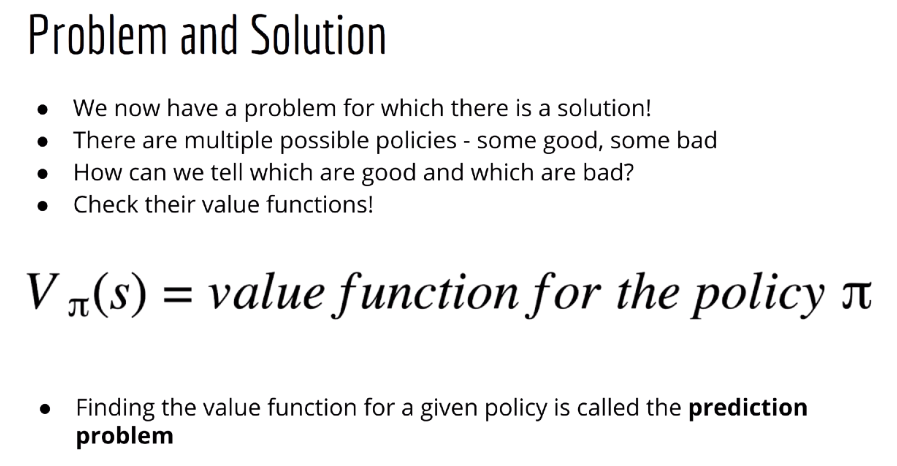 Problem and Solution
● We now have a problem for which there is a solution!
● There are multiple possible policies - some good, some bad
● How can we tell which are good and which are bad?
● Check their value functions!
V π(s) = value function for the policy π
● Finding the value function for a given policy is called the prediction
problem